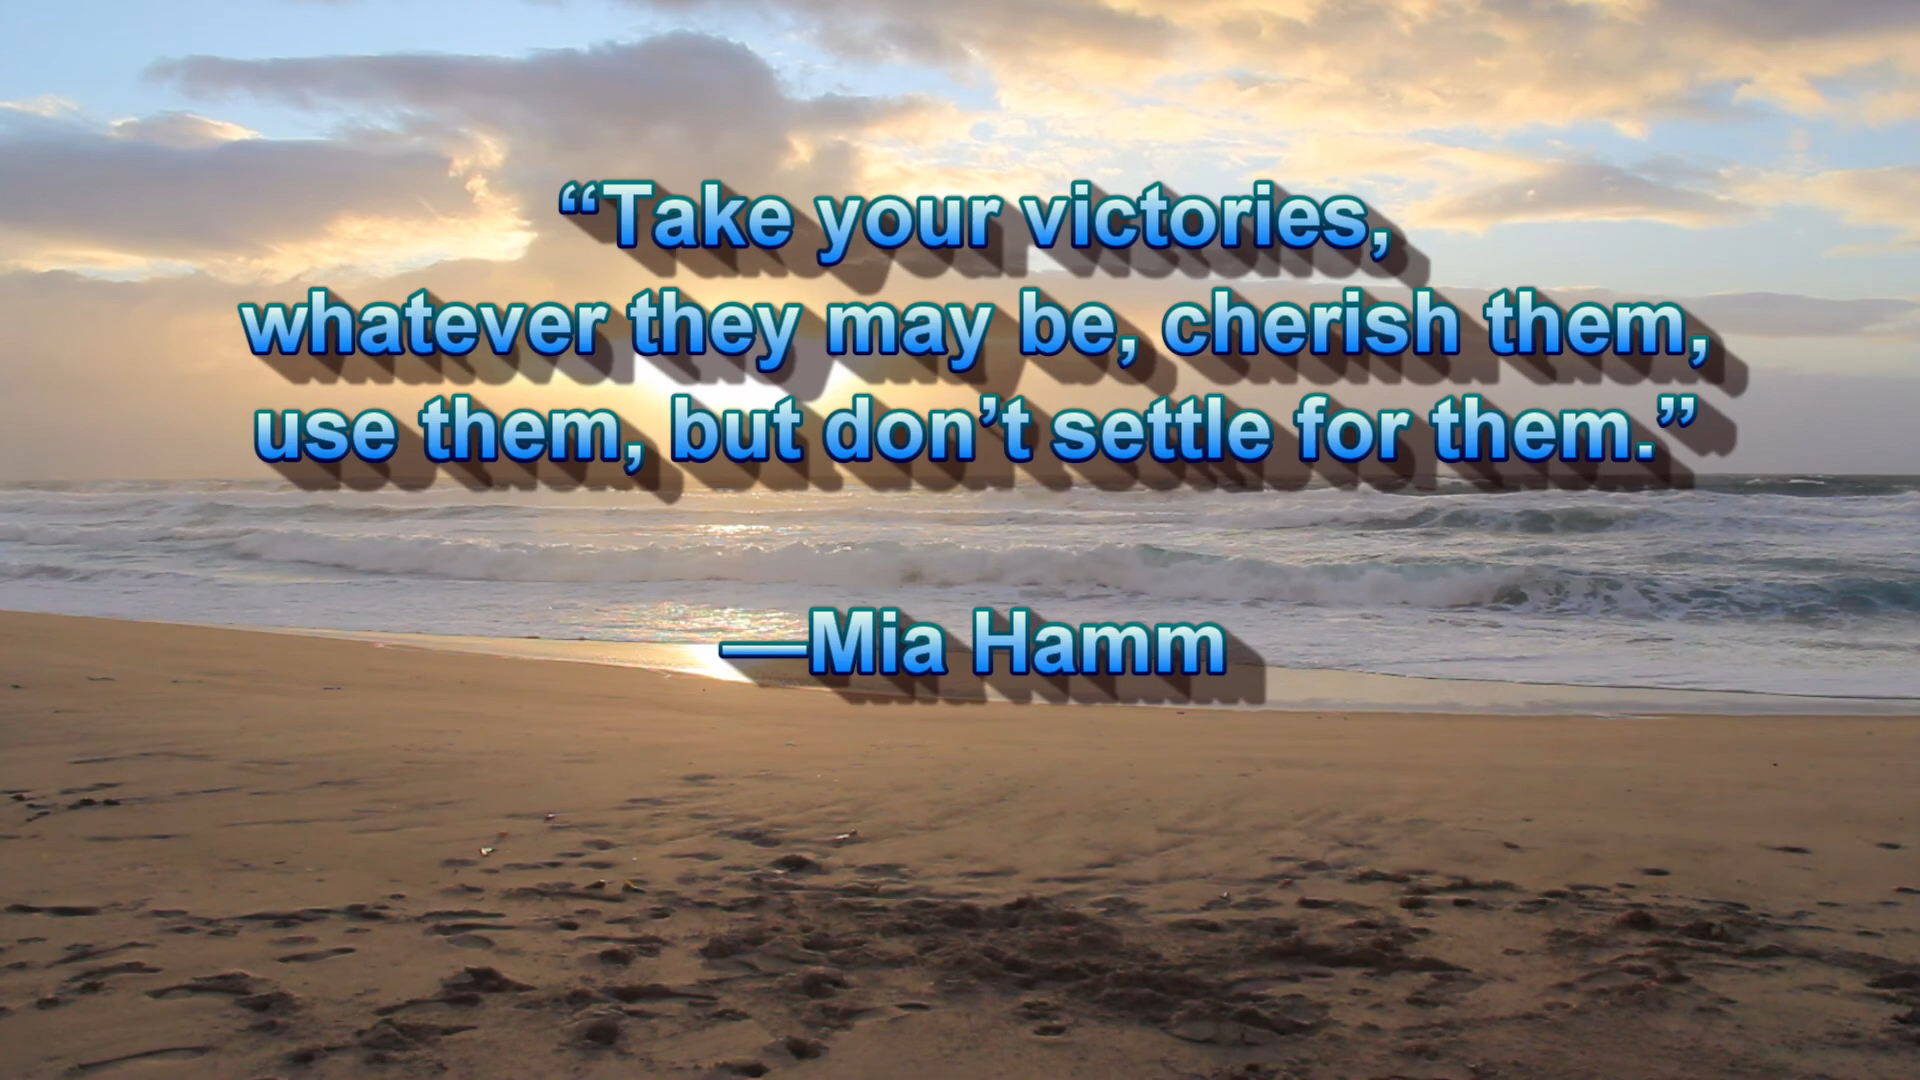 “Take your victories,
whatever they may be, cherish them,
use them, but don’t settle for them.”
—Mia Hamm